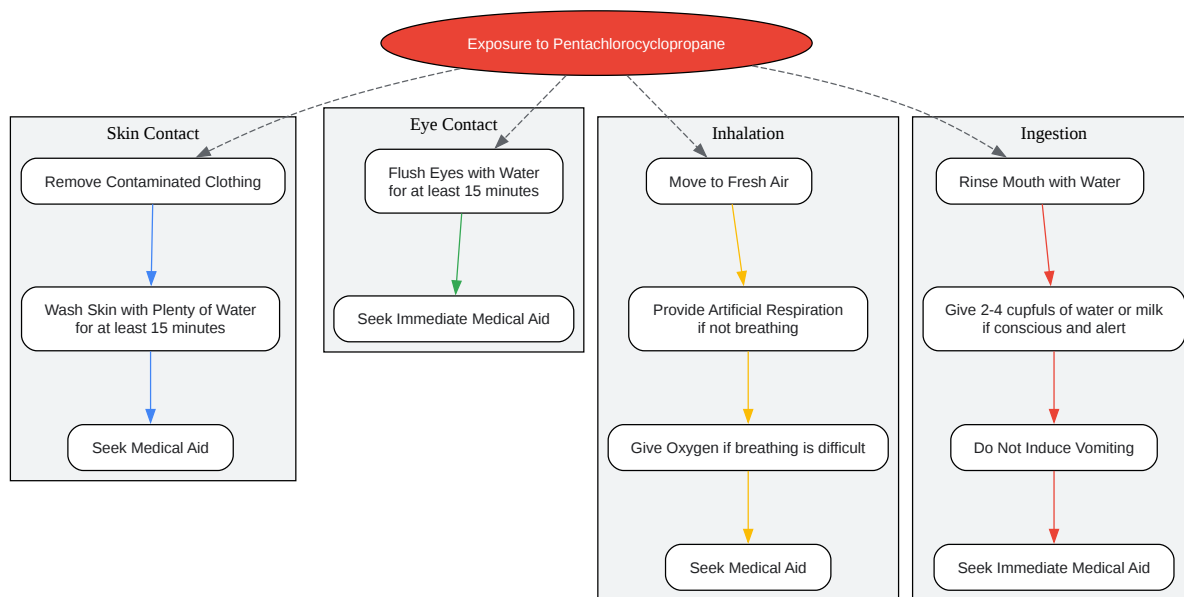 Exposure to Pentachlorocyclopropane
Skin Contact
Remove Contaminated Clothing
Wash Skin with Plenty of Water
for at least 15 minutes
Seek Medical Aid
Eye Contact
Flush Eyes with Water
for at least 15 minutes
Seek Immediate Medical Aid
Inhalation
Move to Fresh Air
Provide Artificial Respiration
if not breathing
Give Oxygen if breathing is difficult
Seek Medical Aid
Ingestion
Rinse Mouth with Water
Give 2-4 cupfuls of water or milk
if conscious and alert
Do Not Induce Vomiting
Seek Immediate Medical Aid